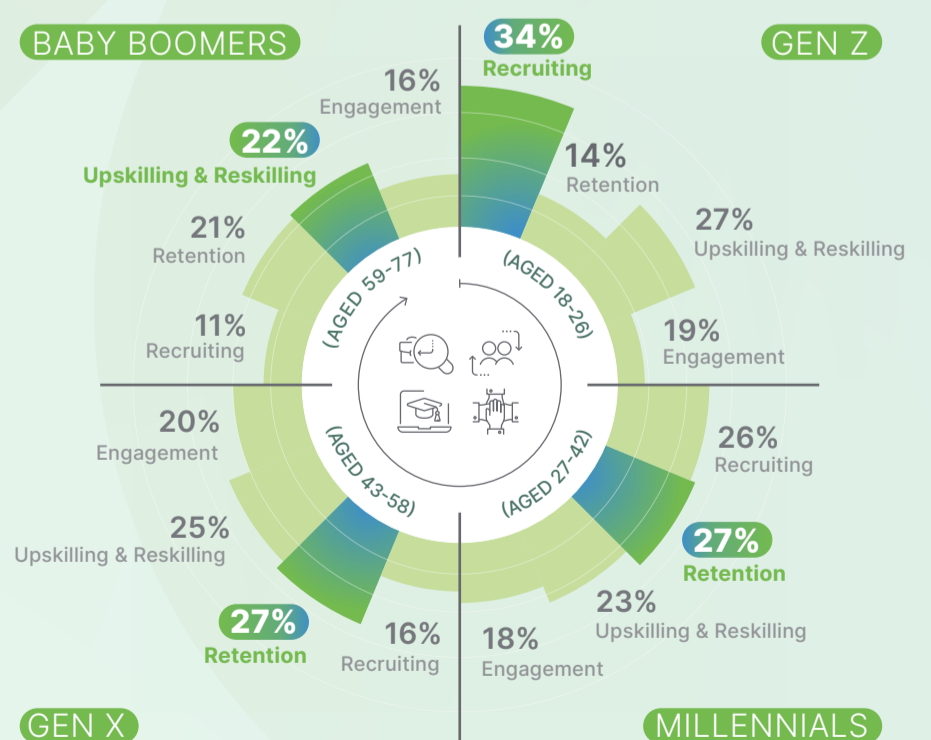 BABY BOOMERS
16%
Engagement
22%
Upskilling & Reskilling
21%
Retention
11%
Recruiting
(AGED 59-77)
GEN Z
34%
Recruiting
14%
Retention
27%
Upskilling & Reskilling
19%
Engagement
(AGED 18-26)
20%
Engagement
25%
Upskilling & Reskilling
27%
Retention
16%
Recruiting
(AGED 43-58)
GEN X
26%
Recruiting
27%
Retention
23%
Upskilling & Reskilling
18%
Engagement
(AGED 27-42)
MILLENNIALS